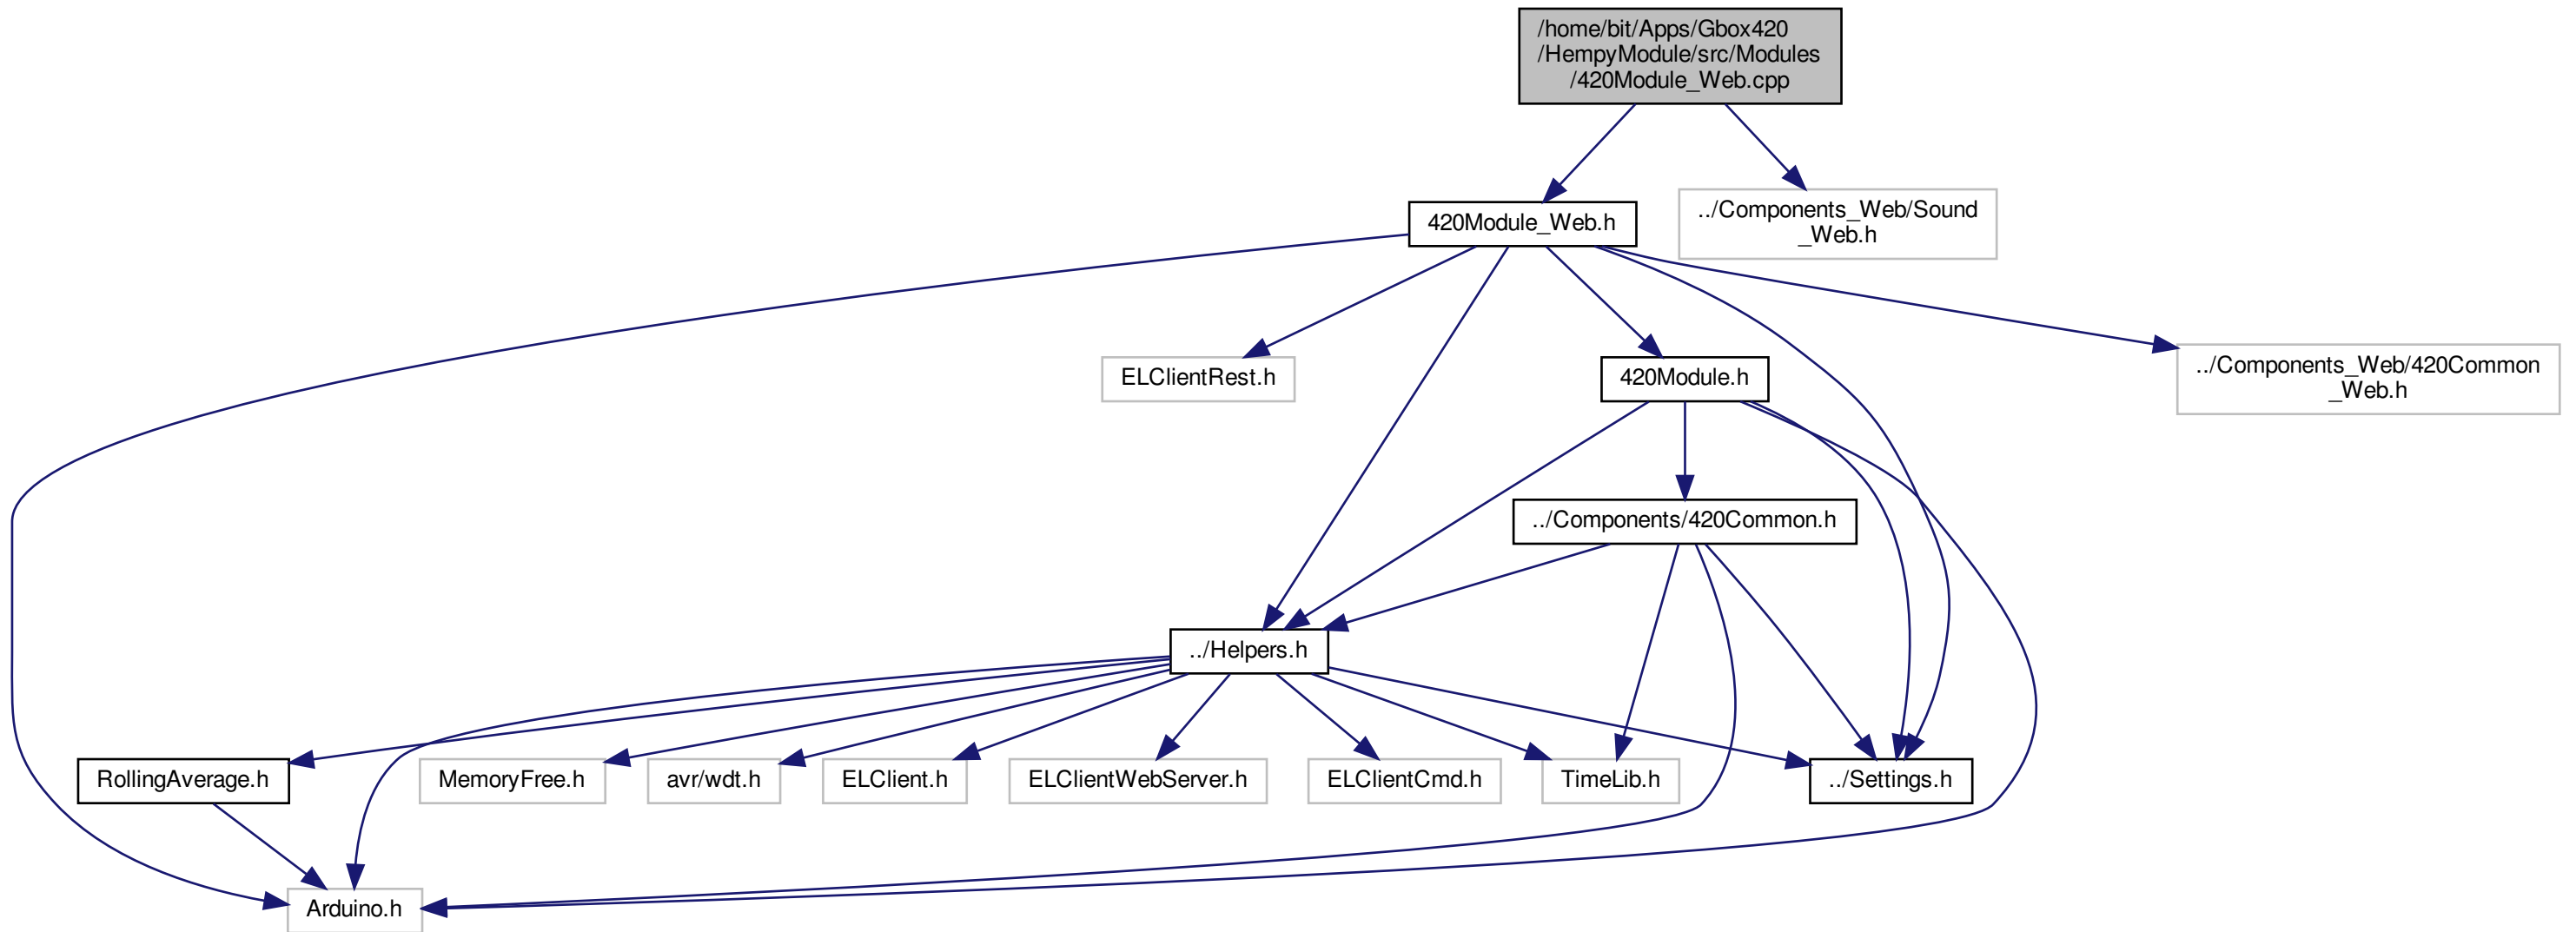 /home/bit/Apps/Gbox420
/HempyModule/src/Modules
/420Module_Web.cpp
420Module_Web.h
../Components_Web/Sound
_Web.h
ELClientRest.h
420Module.h
../Components_Web/420Common
_Web.h
../Components/420Common.h
../Helpers.h
RollingAverage.h
MemoryFree.h
avr/wdt.h
ELClient.h
ELClientWebServer.h
ELClientCmd.h
TimeLib.h
../Settings.h
Arduino.h